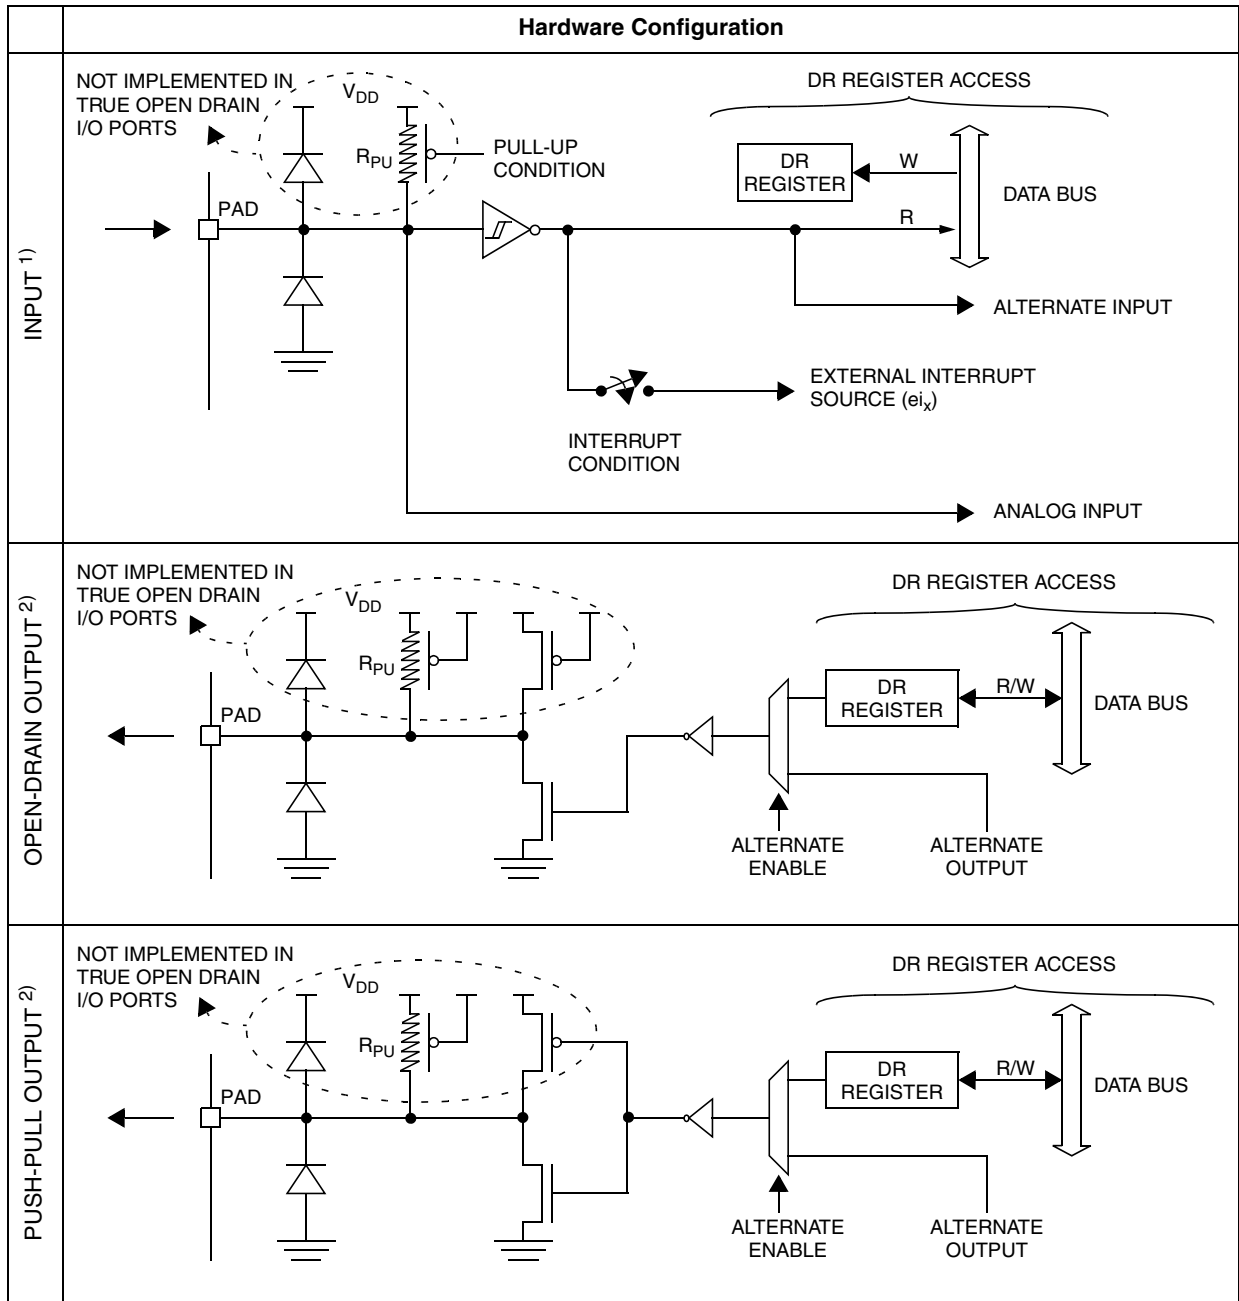 Hardware Configuration
INPUT 1)
NOT IMPLEMENTED IN
TRUE OPEN DRAIN
I/O PORTS
VDD
RPU
PULL-UP
CONDITION
PAD
DR REGISTER ACCESS
DR
REGISTER
W
R
DATA BUS
ALTERNATE INPUT
EXTERNAL INTERRUPT
SOURCE (eix)
INTERRUPT
CONDITION
ANALOG INPUT
OPEN-DRAIN OUTPUT 2)
NOT IMPLEMENTED IN
TRUE OPEN DRAIN
I/O PORTS
VDD
RPU
PAD
DR REGISTER ACCESS
DR
REGISTER
R/W
DATA BUS
ALTERNATE
ENABLE
ALTERNATE
OUTPUT
PUSH-PULL OUTPUT 2)
NOT IMPLEMENTED IN
TRUE OPEN DRAIN
I/O PORTS
VDD
RPU
PAD
DR REGISTER ACCESS
DR
REGISTER
R/W
DATA BUS
ALTERNATE
ENABLE
ALTERNATE
OUTPUT